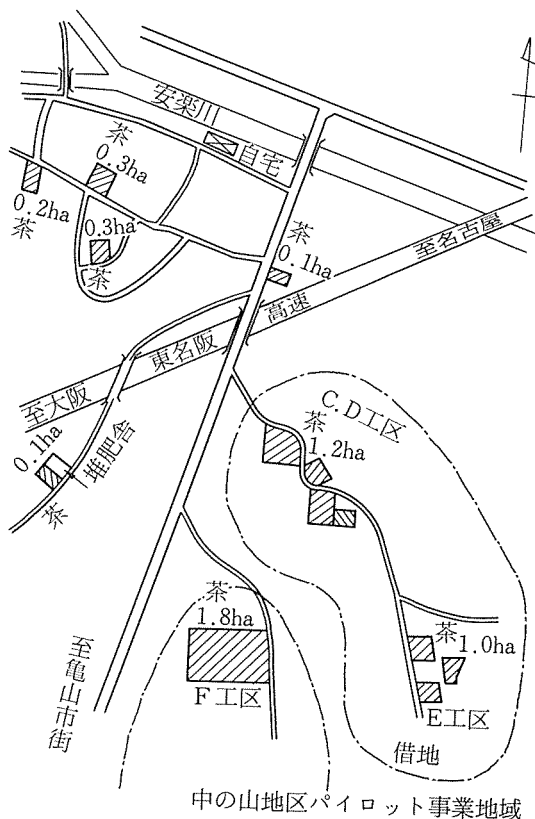 安楽川
自宅
茶
0.3ha
0.2ha
茶
0.3ha
茶
茶
0.1ha
至名古屋
東名阪
高速
至大阪
0.1ha
茶
堆肥舎
C.D工区
茶
1.2ha
茶
1.8ha
F工区
茶
1.0ha
E工区
借地
至亀山市街
中の山地区パイロット事業地域